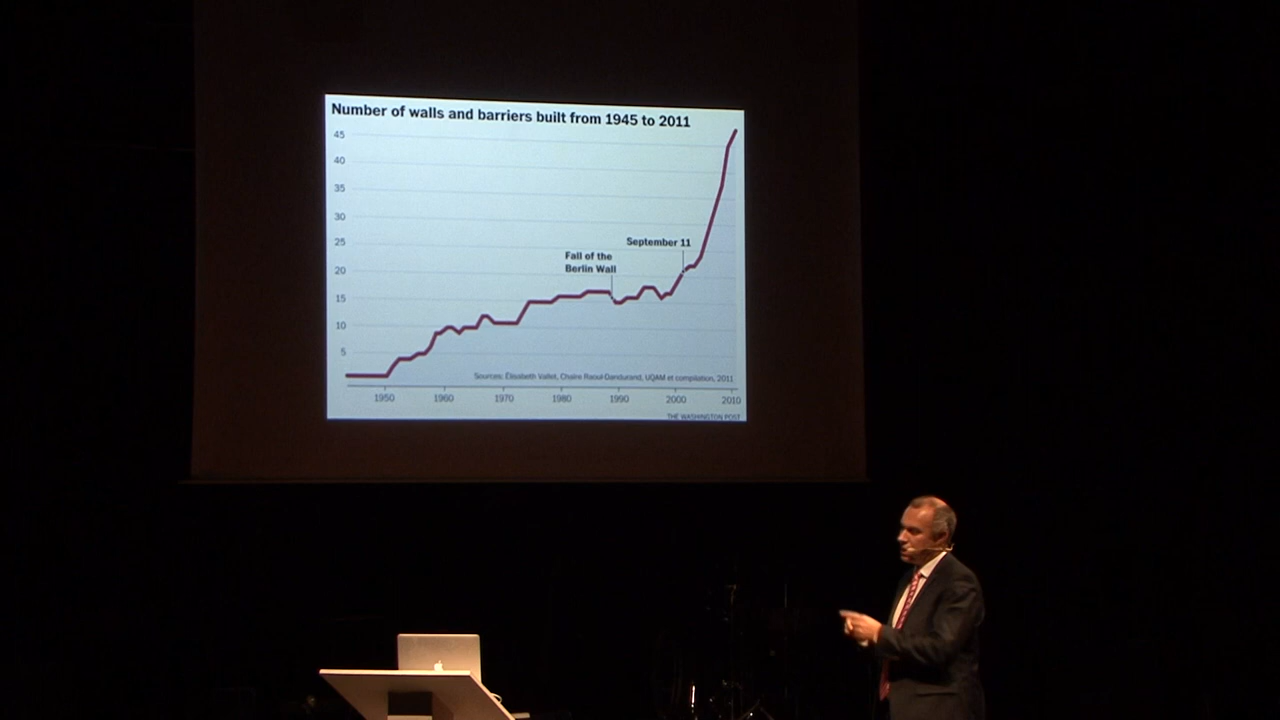 Number of walls and barriers built from 1945 to 2011
45
40
35
30
25
20
15
10
5
September 11
Fall of the
Berlin Wall
Sources: Élisabeth Vallet, Chaire Raoul-Dandurand, UQAM et compilation, 2011
1950 1960 1970 1980 1990 2000 2010
THE WASHINGTON POST